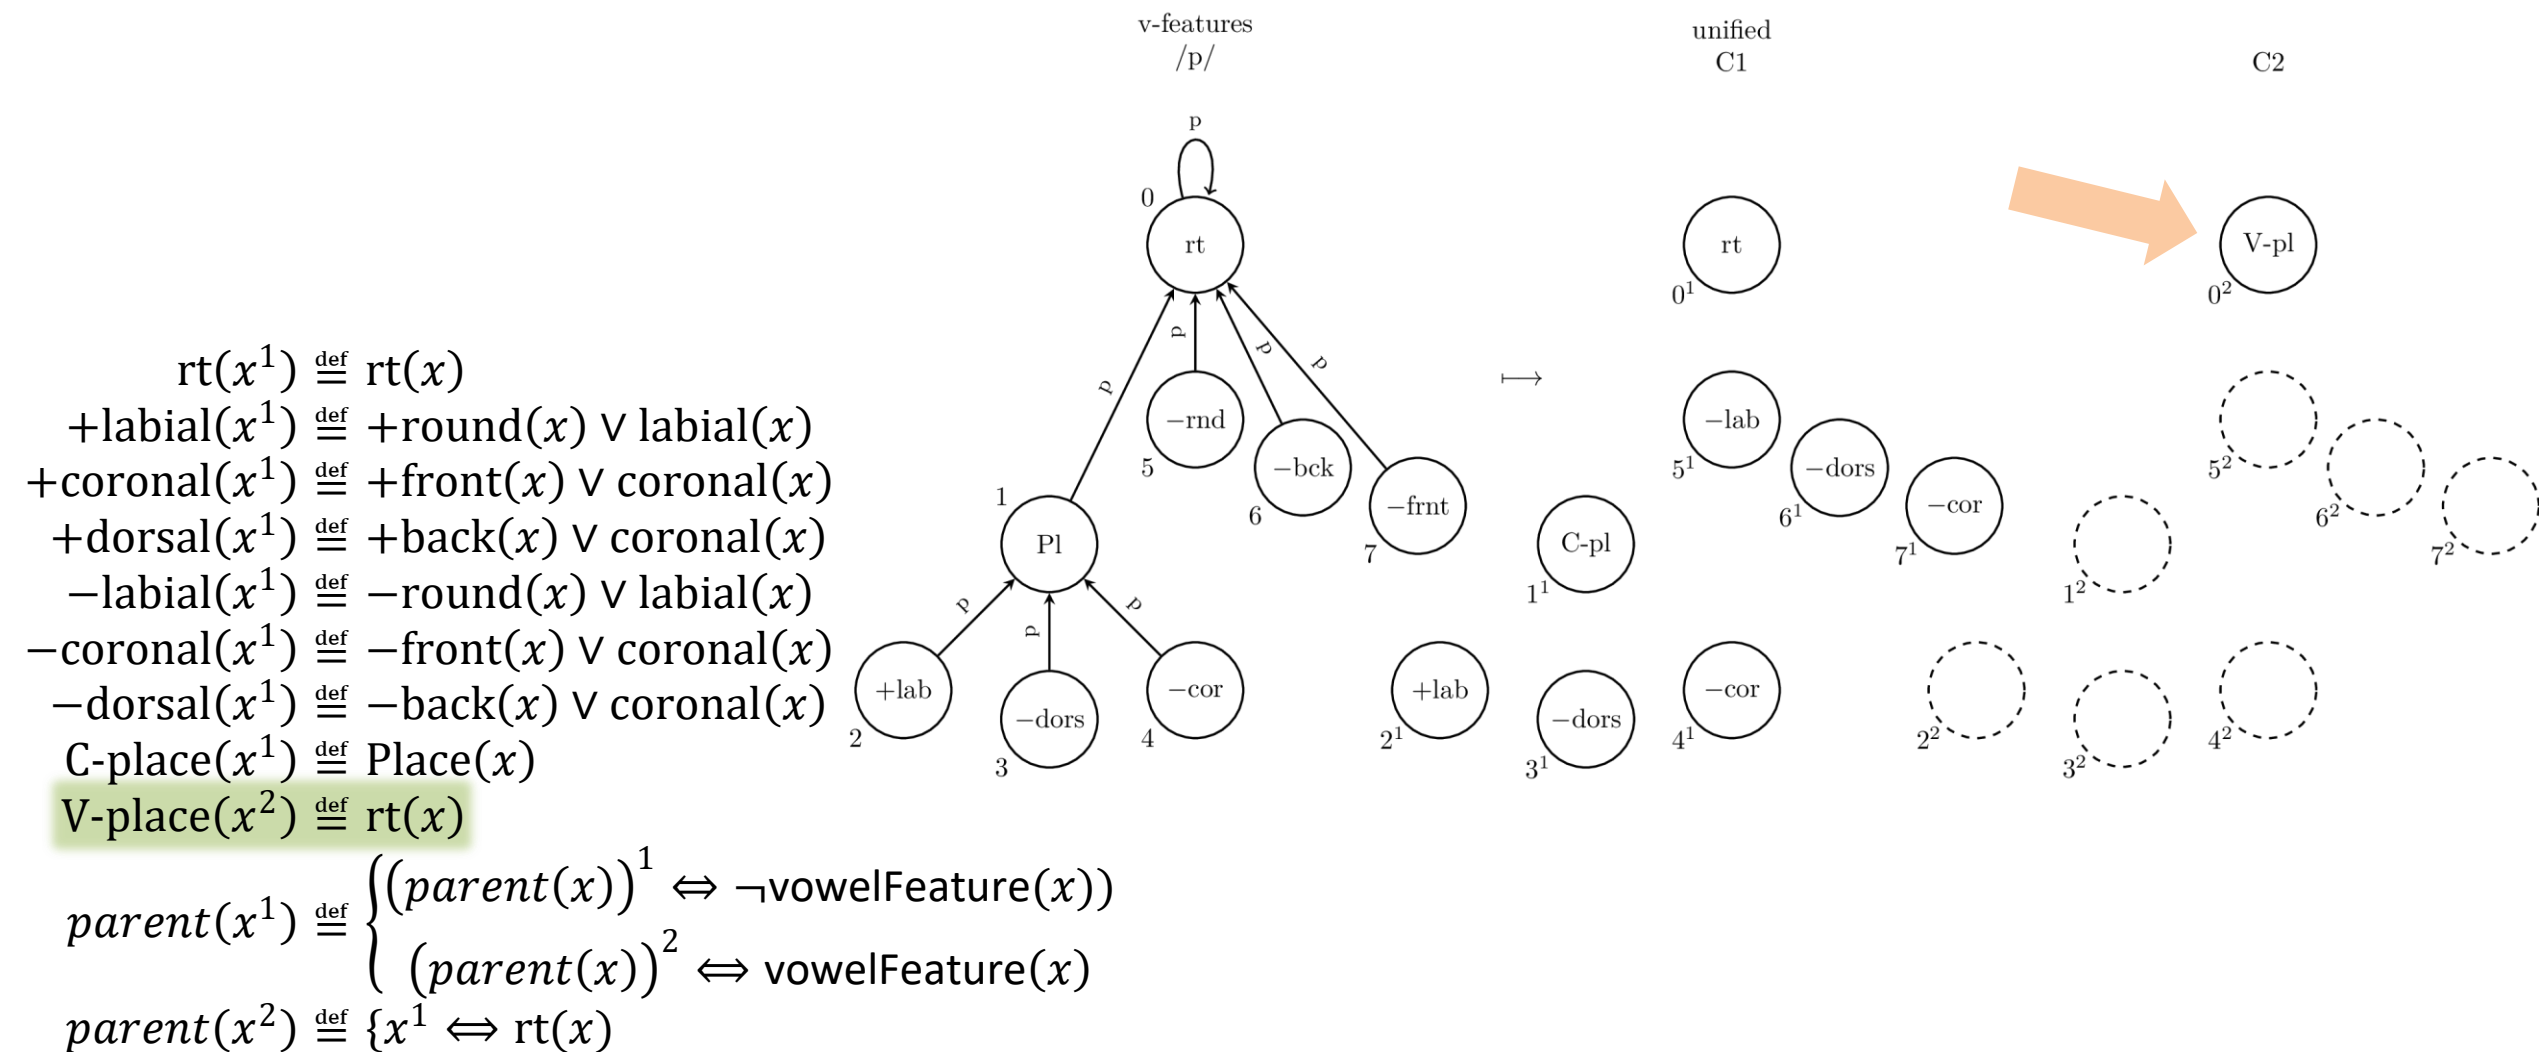 v-features
/p/
unified
C1
C2
p
0
rt
rt
0¹
V-pl
0²
p
p
p
p
⟼
−rnd
5
−bck
6
−frnt
7
−lab
5¹
−dors
6¹
−cor
7¹
5²
6²
7²
1
Pl
C-pl
1¹
1²
p
p
p
+lab
2
−dors
3
−cor
4
+lab
2¹
−dors
3¹
−cor
4¹
2²
3²
4²
rt(x¹) ≝ rt(x)
+labial(x¹) ≝ +round(x) ∨ labial(x)
+coronal(x¹) ≝ +front(x) ∨ coronal(x)
+dorsal(x¹) ≝ +back(x) ∨ coronal(x)
−labial(x¹) ≝ −round(x) ∨ labial(x)
−coronal(x¹) ≝ −front(x) ∨ coronal(x)
−dorsal(x¹) ≝ −back(x) ∨ coronal(x)
C-place(x¹) ≝ Place(x)
V-place(x²) ≝ rt(x)
parent(x¹) ≝ {(parent(x))¹ ⇔ ¬vowelFeature(x))
(parent(x))² ⇔ vowelFeature(x)
parent(x²) ≝ {x¹ ⇔ rt(x)